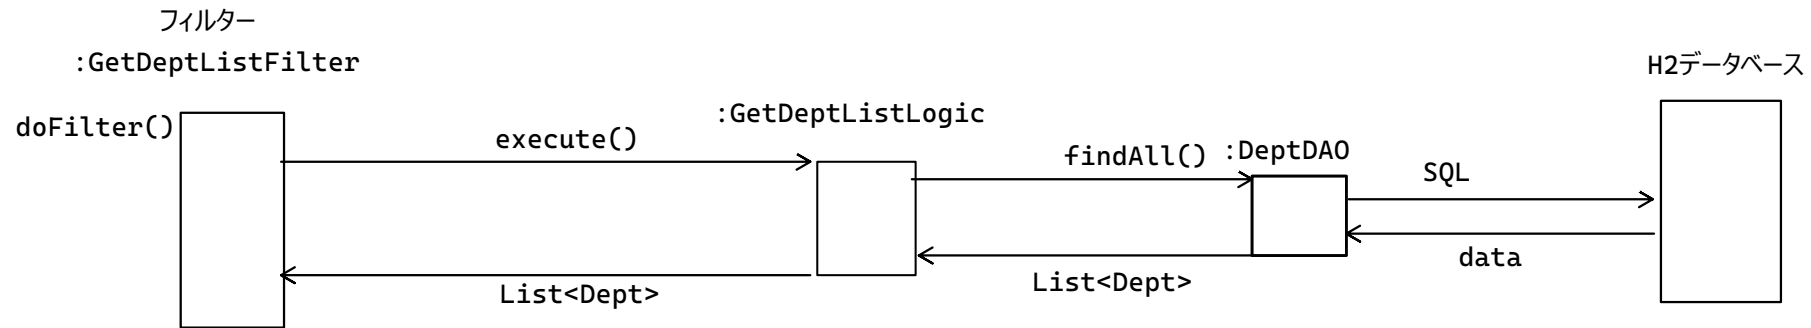 フィルター
:GetDeptListFilter
H2データベース
doFilter()
:GetDeptListLogic
execute()
findAll()
:DeptDAO
SQL
data
List<Dept>
List<Dept>